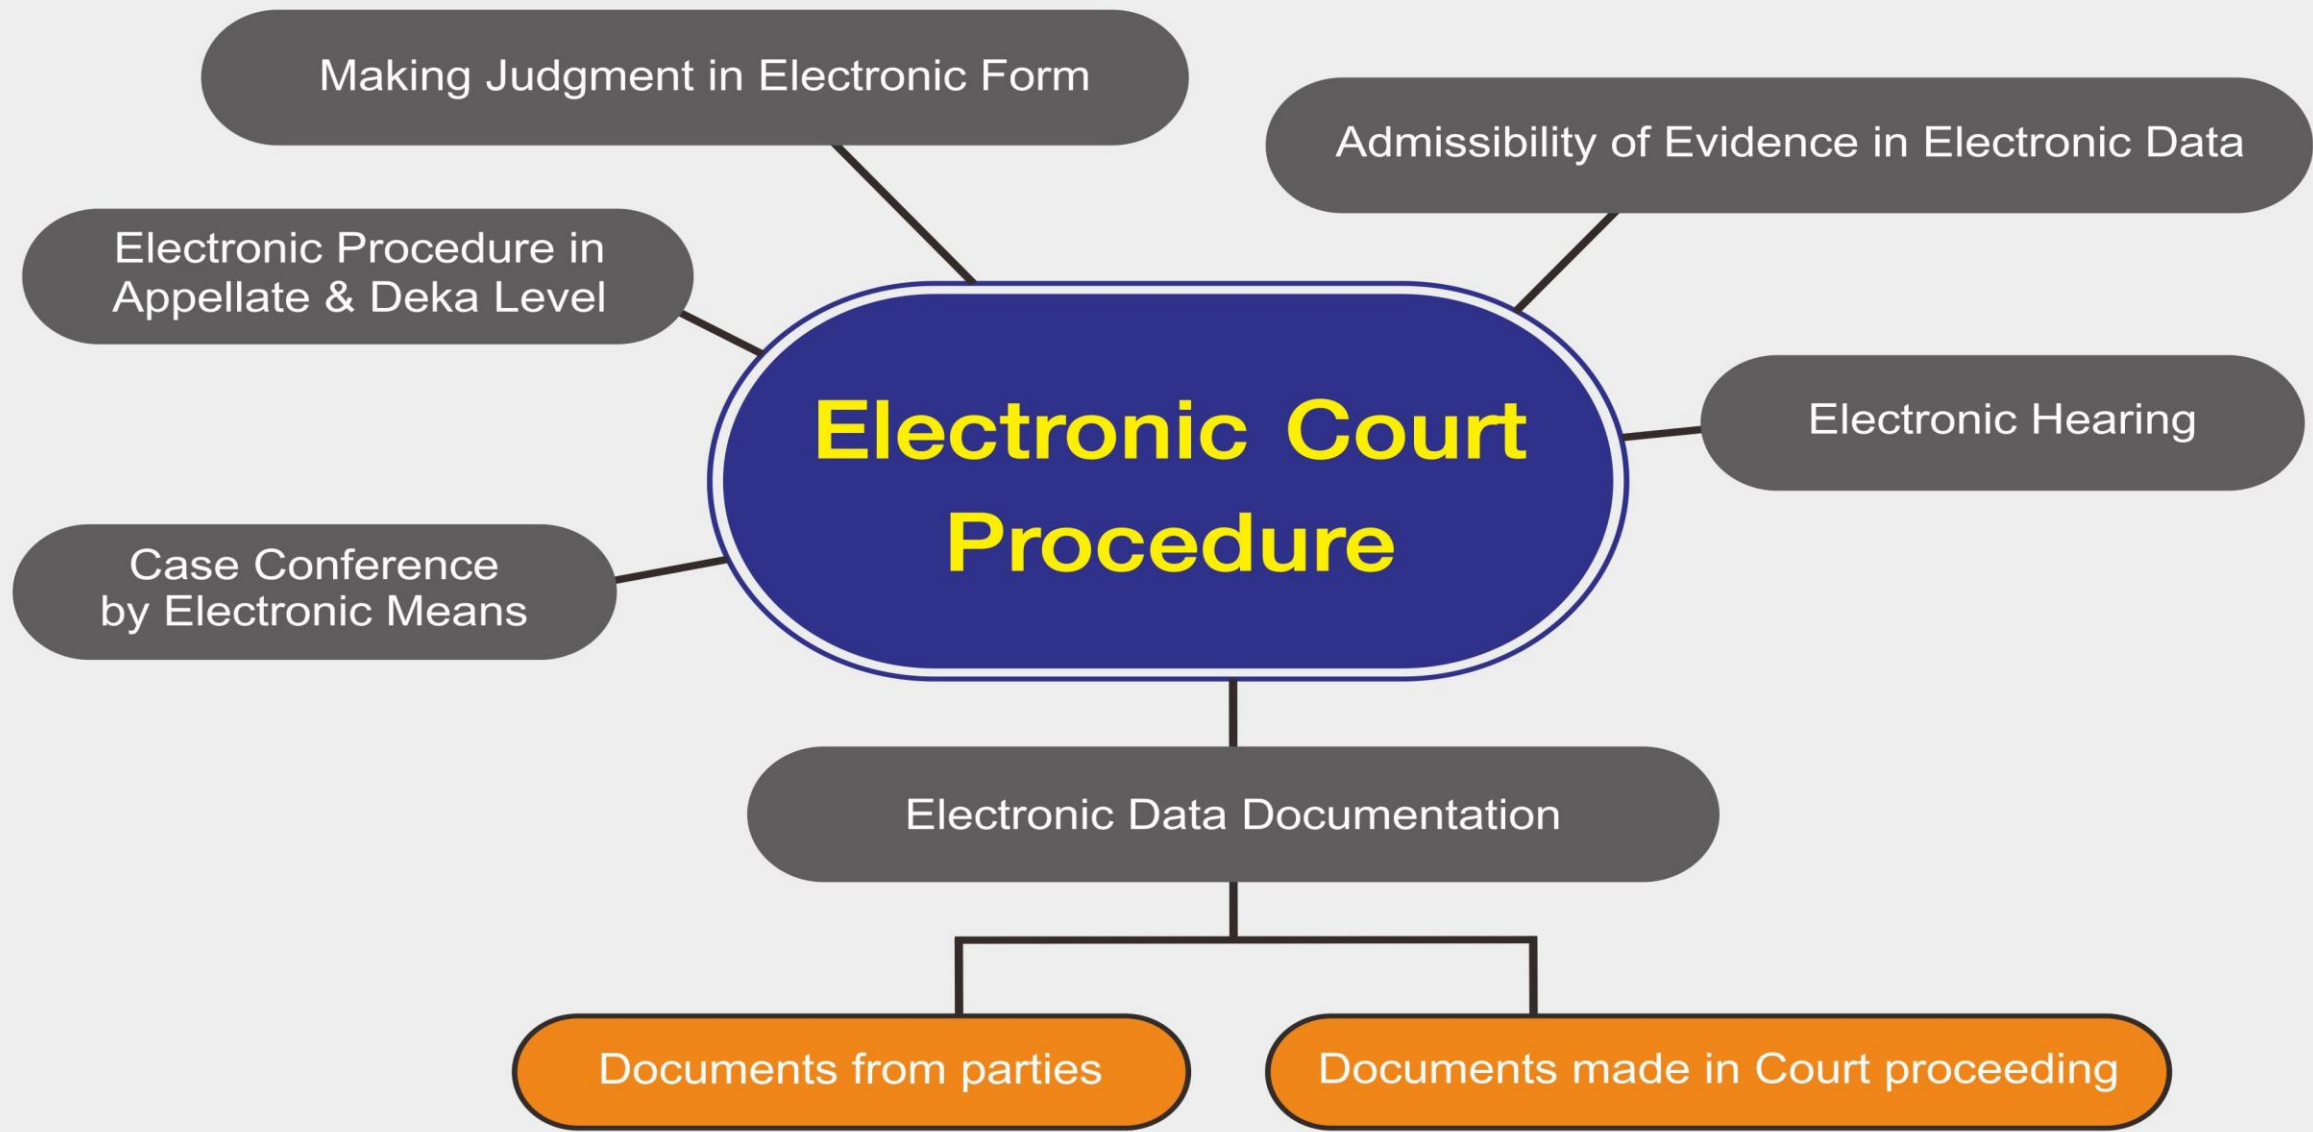 Making Judgment in Electronic Form
Admissibility of Evidence in Electronic Data
Electronic Procedure in
Appellate & Deka Level
Electronic Court
Procedure
Electronic Hearing
Case Conference
by Electronic Means
Electronic Data Documentation
Documents from parties
Documents made in Court proceeding